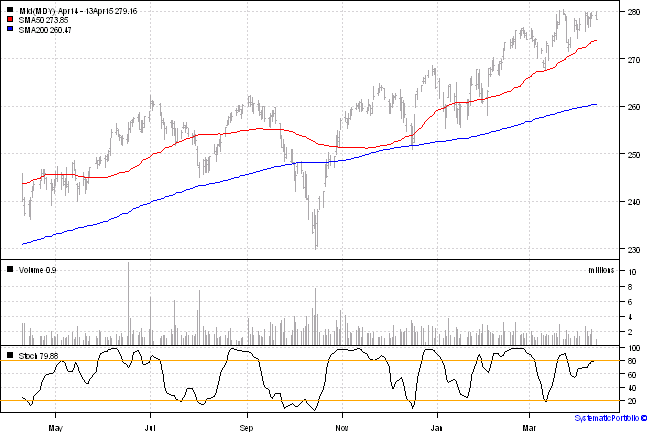 Mid(MDY) Apr14 - 13Apr15 279.16
SMA50 273.85
SMA200 260.47
280
270
260
250
240
230
Volume 0.9
millions
10
8
6
4
2
Stoch 79.88
100
80
60
40
20
May
Jul
Sep
Nov
Jan
Mar
SystematicPortfolio ©